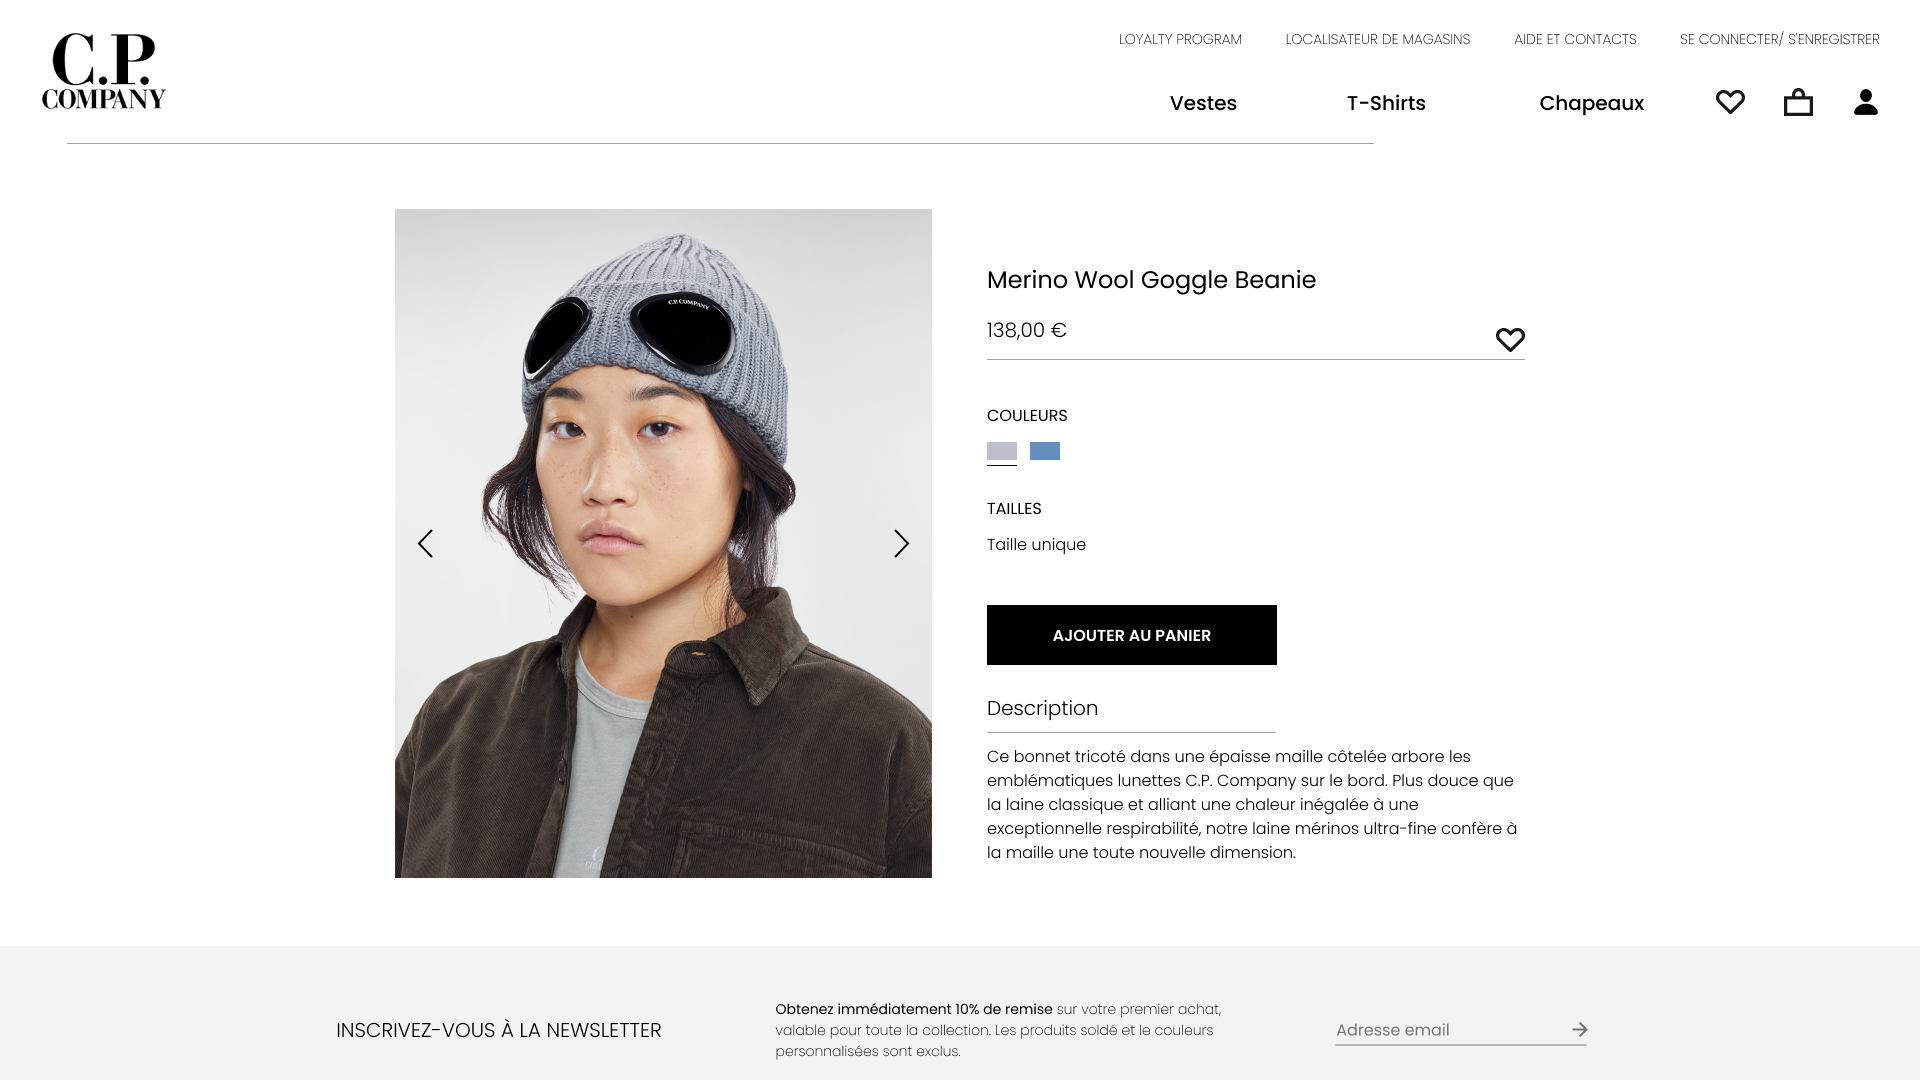 C.P.
COMPANY
LOYALTY PROGRAM
LOCALISATEUR DE MAGASINS
AIDE ET CONTACTS
SE CONNECTER/ S'ENREGISTRER
Vestes
T-Shirts
Chapeaux
C.P. COMPANY
Merino Wool Goggle Beanie
138,00 €
COULEURS
TAILLES
Taille unique
AJOUTER AU PANIER
Description
Ce bonnet tricoté dans une épaisse maille côtelée arbore les
emblématiques lunettes C.P. Company sur le bord. Plus douce que
la laine classique et alliant une chaleur inégalée à une
exceptionnelle respirabilité, notre laine mérinos ultra-fine confère à
la maille une toute nouvelle dimension.
INSCRIVEZ-VOUS À LA NEWSLETTER
Obtenez immédiatement 10% de remise sur votre premier achat,
valable pour toute la collection. Les produits soldé et le couleurs
personnalisées sont exclus.
Adresse email